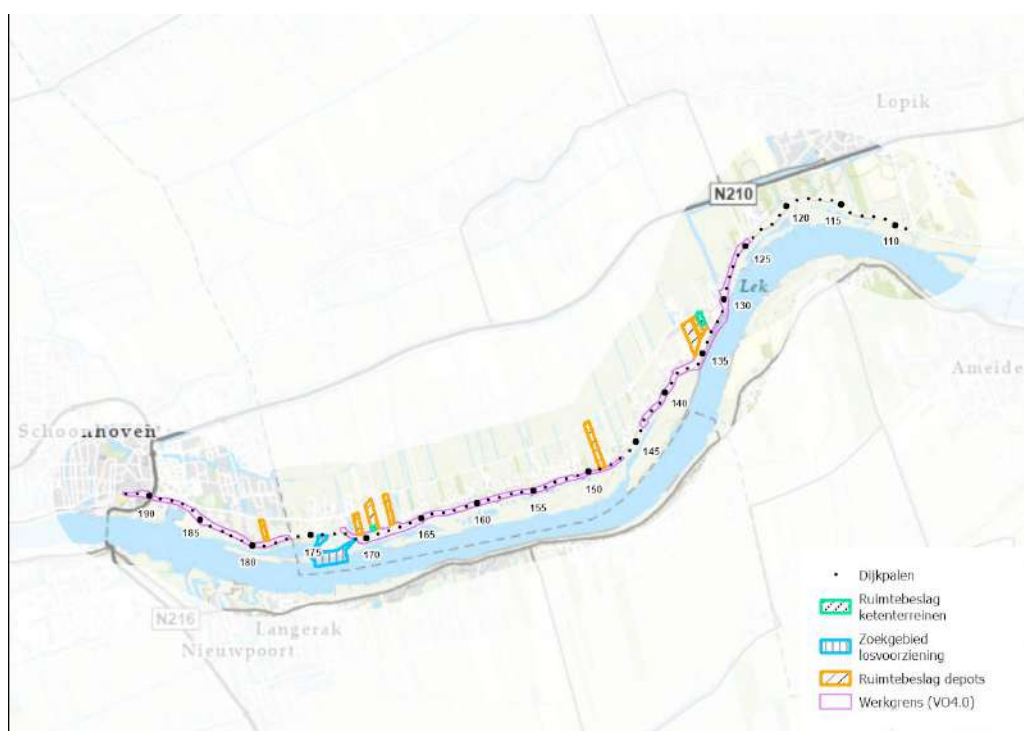 Lopik
N210
120
115
110
125
Lek
130
135
Ameide
140
Schoonhoven
145
150
190
155
160
165
185
175
170
180
N216
Langerak
Nieuwpoort
Dijkpalen
Ruimtebeslag
ketenterreinen
Zoekgebied
losvoorziening
Ruimtebeslag depots
Werkgrens (VO4.0)